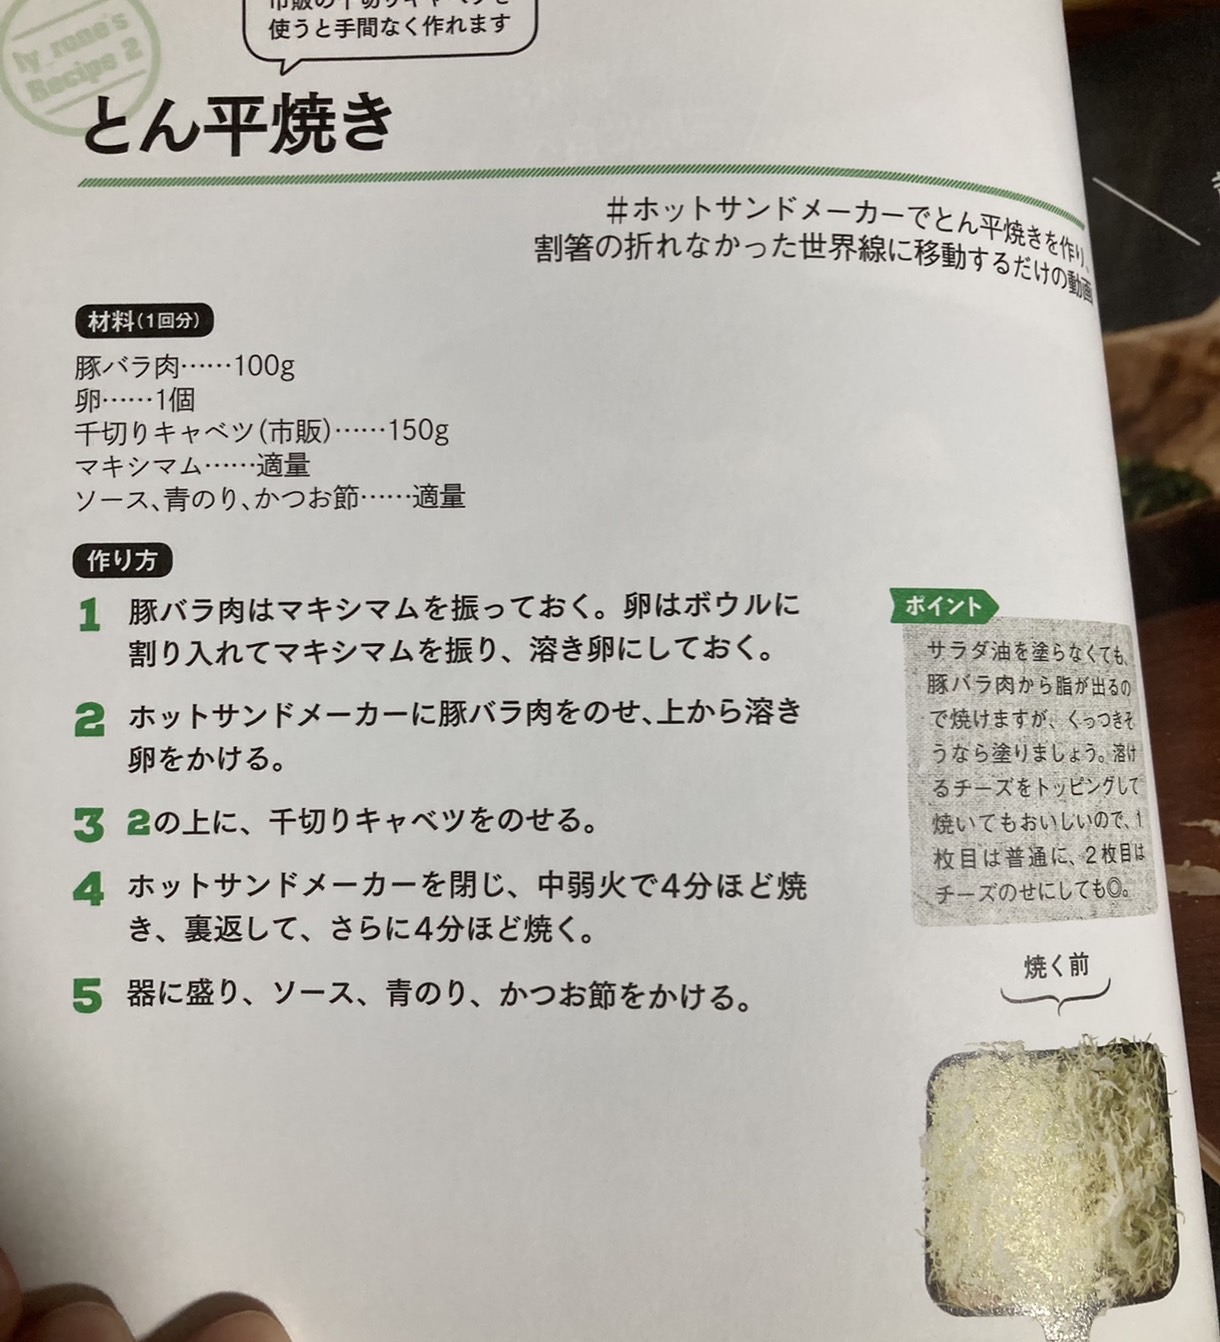 使うと手間なく作れます
ly_rone's
Recipe 2
とん平焼き
#ホットサンドメーカーでとん平焼きを作り、
割箸の折れなかった世界線に移動するだけの動画
材料(1回分)
豚バラ肉……100g
卵……1個
千切りキャベツ(市販)……150g
マキシマム……適量
ソース、青のり、かつお節……適量
作り方
1 豚バラ肉はマキシマムを振っておく。卵はボウルに
割り入れてマキシマムを振り、溶き卵にしておく。
2 ホットサンドメーカーに豚バラ肉をのせ、上から溶き
卵をかける。
3 2の上に、千切りキャベツをのせる。
4 ホットサンドメーカーを閉じ、中弱火で4分ほど焼
き、裏返して、さらに4分ほど焼く。
5 器に盛り、ソース、青のり、かつお節をかける。
ポイント
サラダ油を塗らなくても、
豚バラ肉から脂が出るの
で焼けますが、くっつきそ
うなら塗りましょう。溶け
るチーズをトッピングして
焼いてもおいしいので、1
枚目は普通に、2枚目は
チーズのせにしても◎。
焼く前